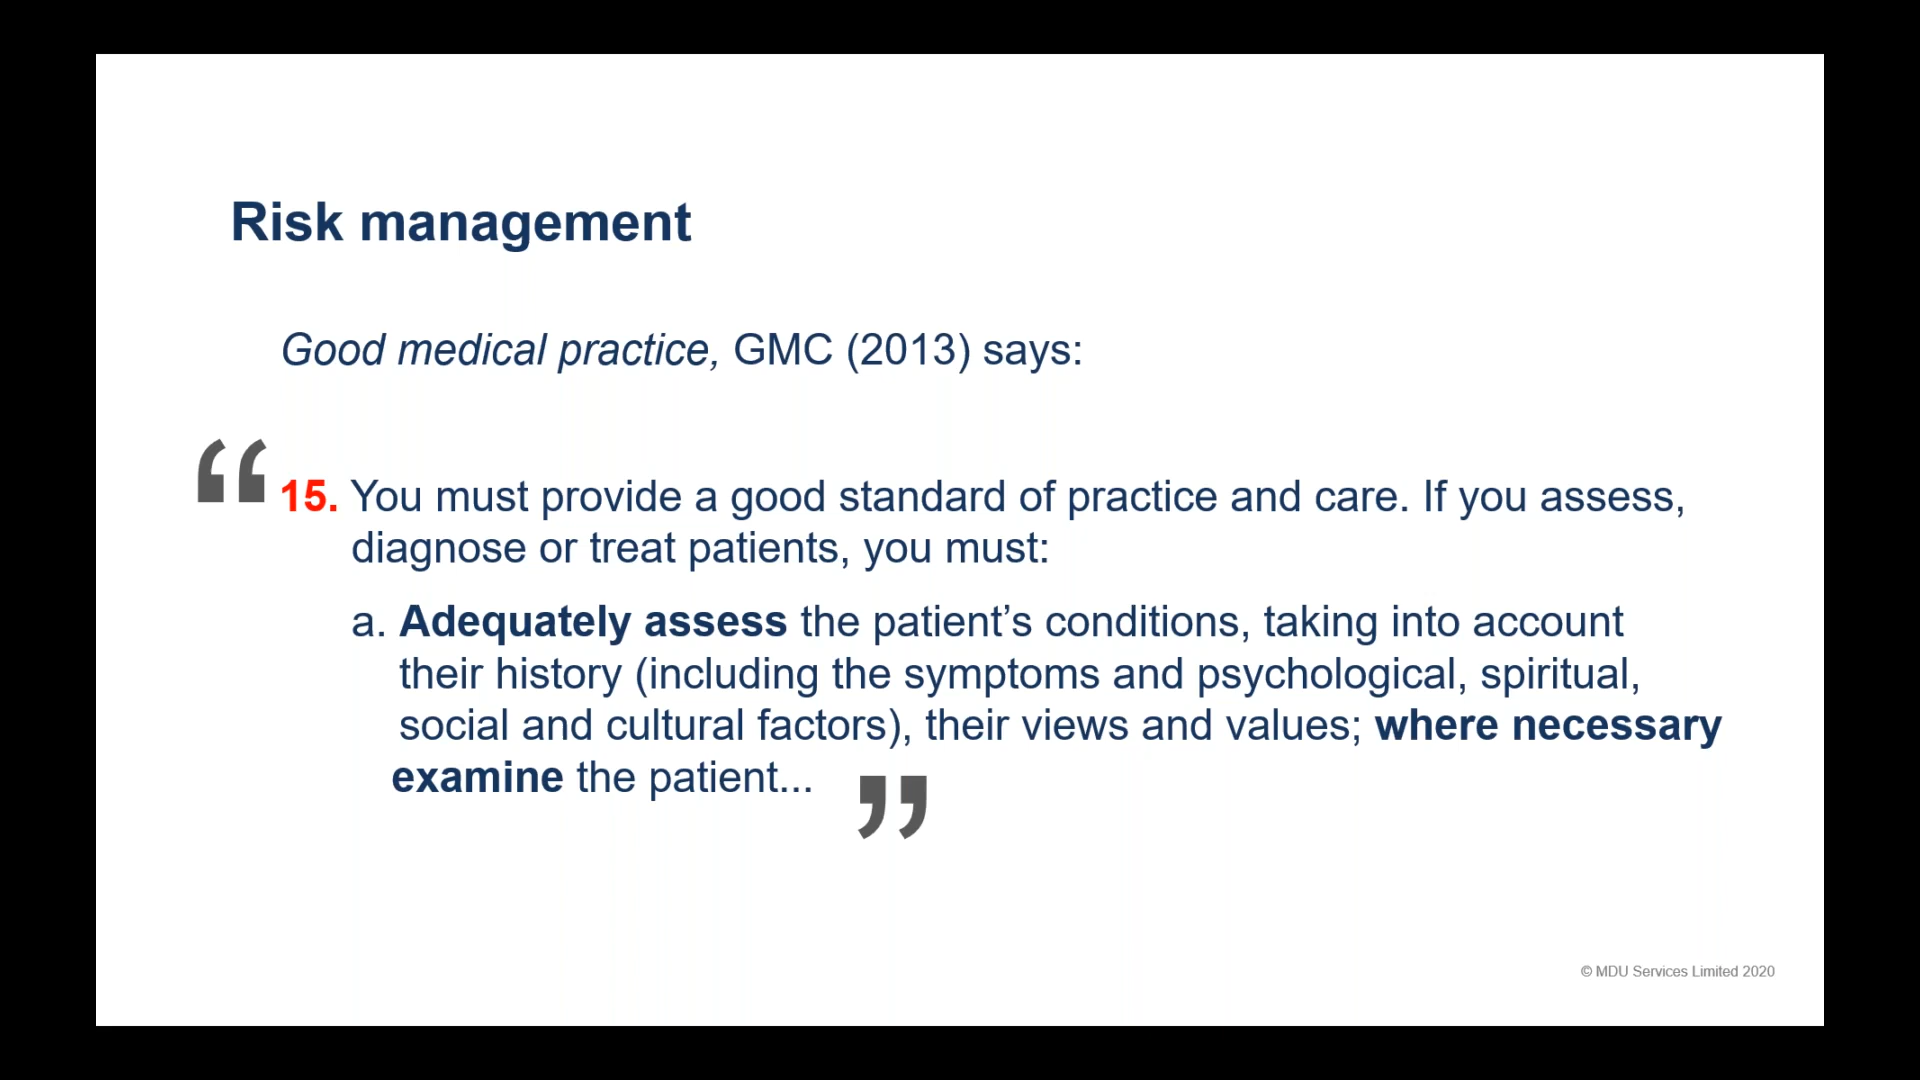 Risk management
Good medical practice, GMC (2013) says:
“ 15. You must provide a good standard of practice and care. If you assess,
diagnose or treat patients, you must:
a. Adequately assess the patient’s conditions, taking into account
their history (including the symptoms and psychological, spiritual,
social and cultural factors), their views and values; where necessary
examine the patient... ”
© MDU Services Limited 2020